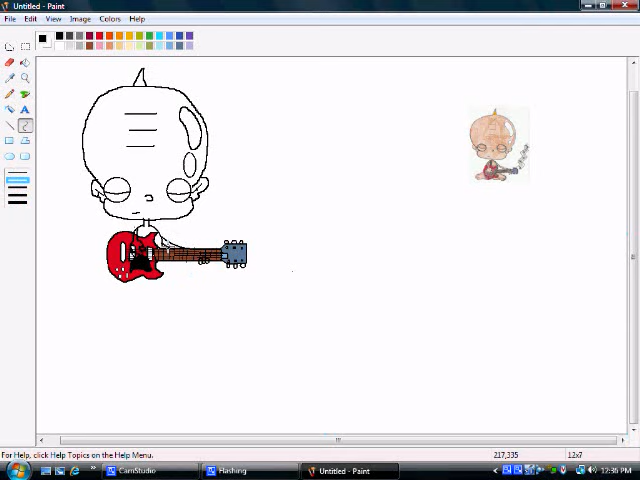 Untitled - Paint
File Edit View Image Colors Help
For Help, click Help Topics on the Help Menu.
217,335
12x7
CamStudio
Flashing
Untitled - Paint
12:36 PM